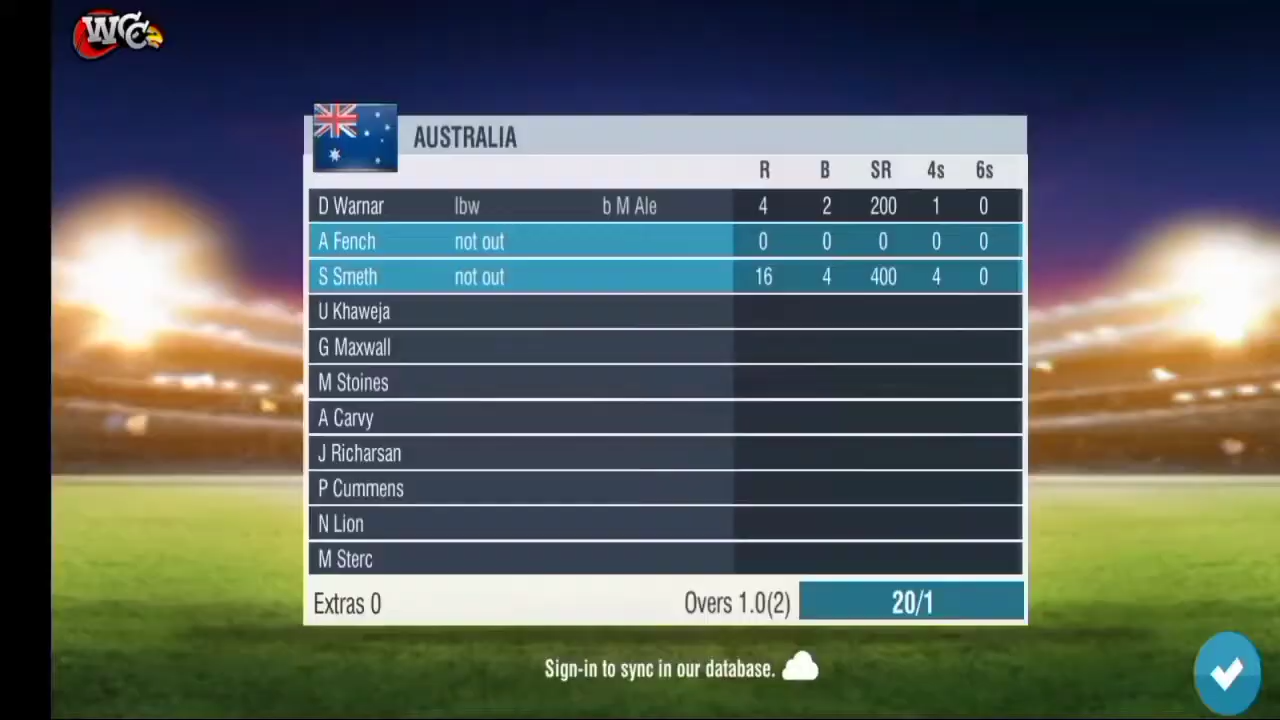 WCC
AUSTRALIA
R B SR 4s 6s
D Warnar lbw b M Ale 4 2 200 1 0
A Fench not out 0 0 0 0 0
S Smeth not out 16 4 400 4 0
U Khaweja
G Maxwall
M Stoines
A Carvy
J Richarsan
P Cummens
N Lion
M Sterc
Extras 0 Overs 1.0(2) 20/1
Sign-in to sync in our database.